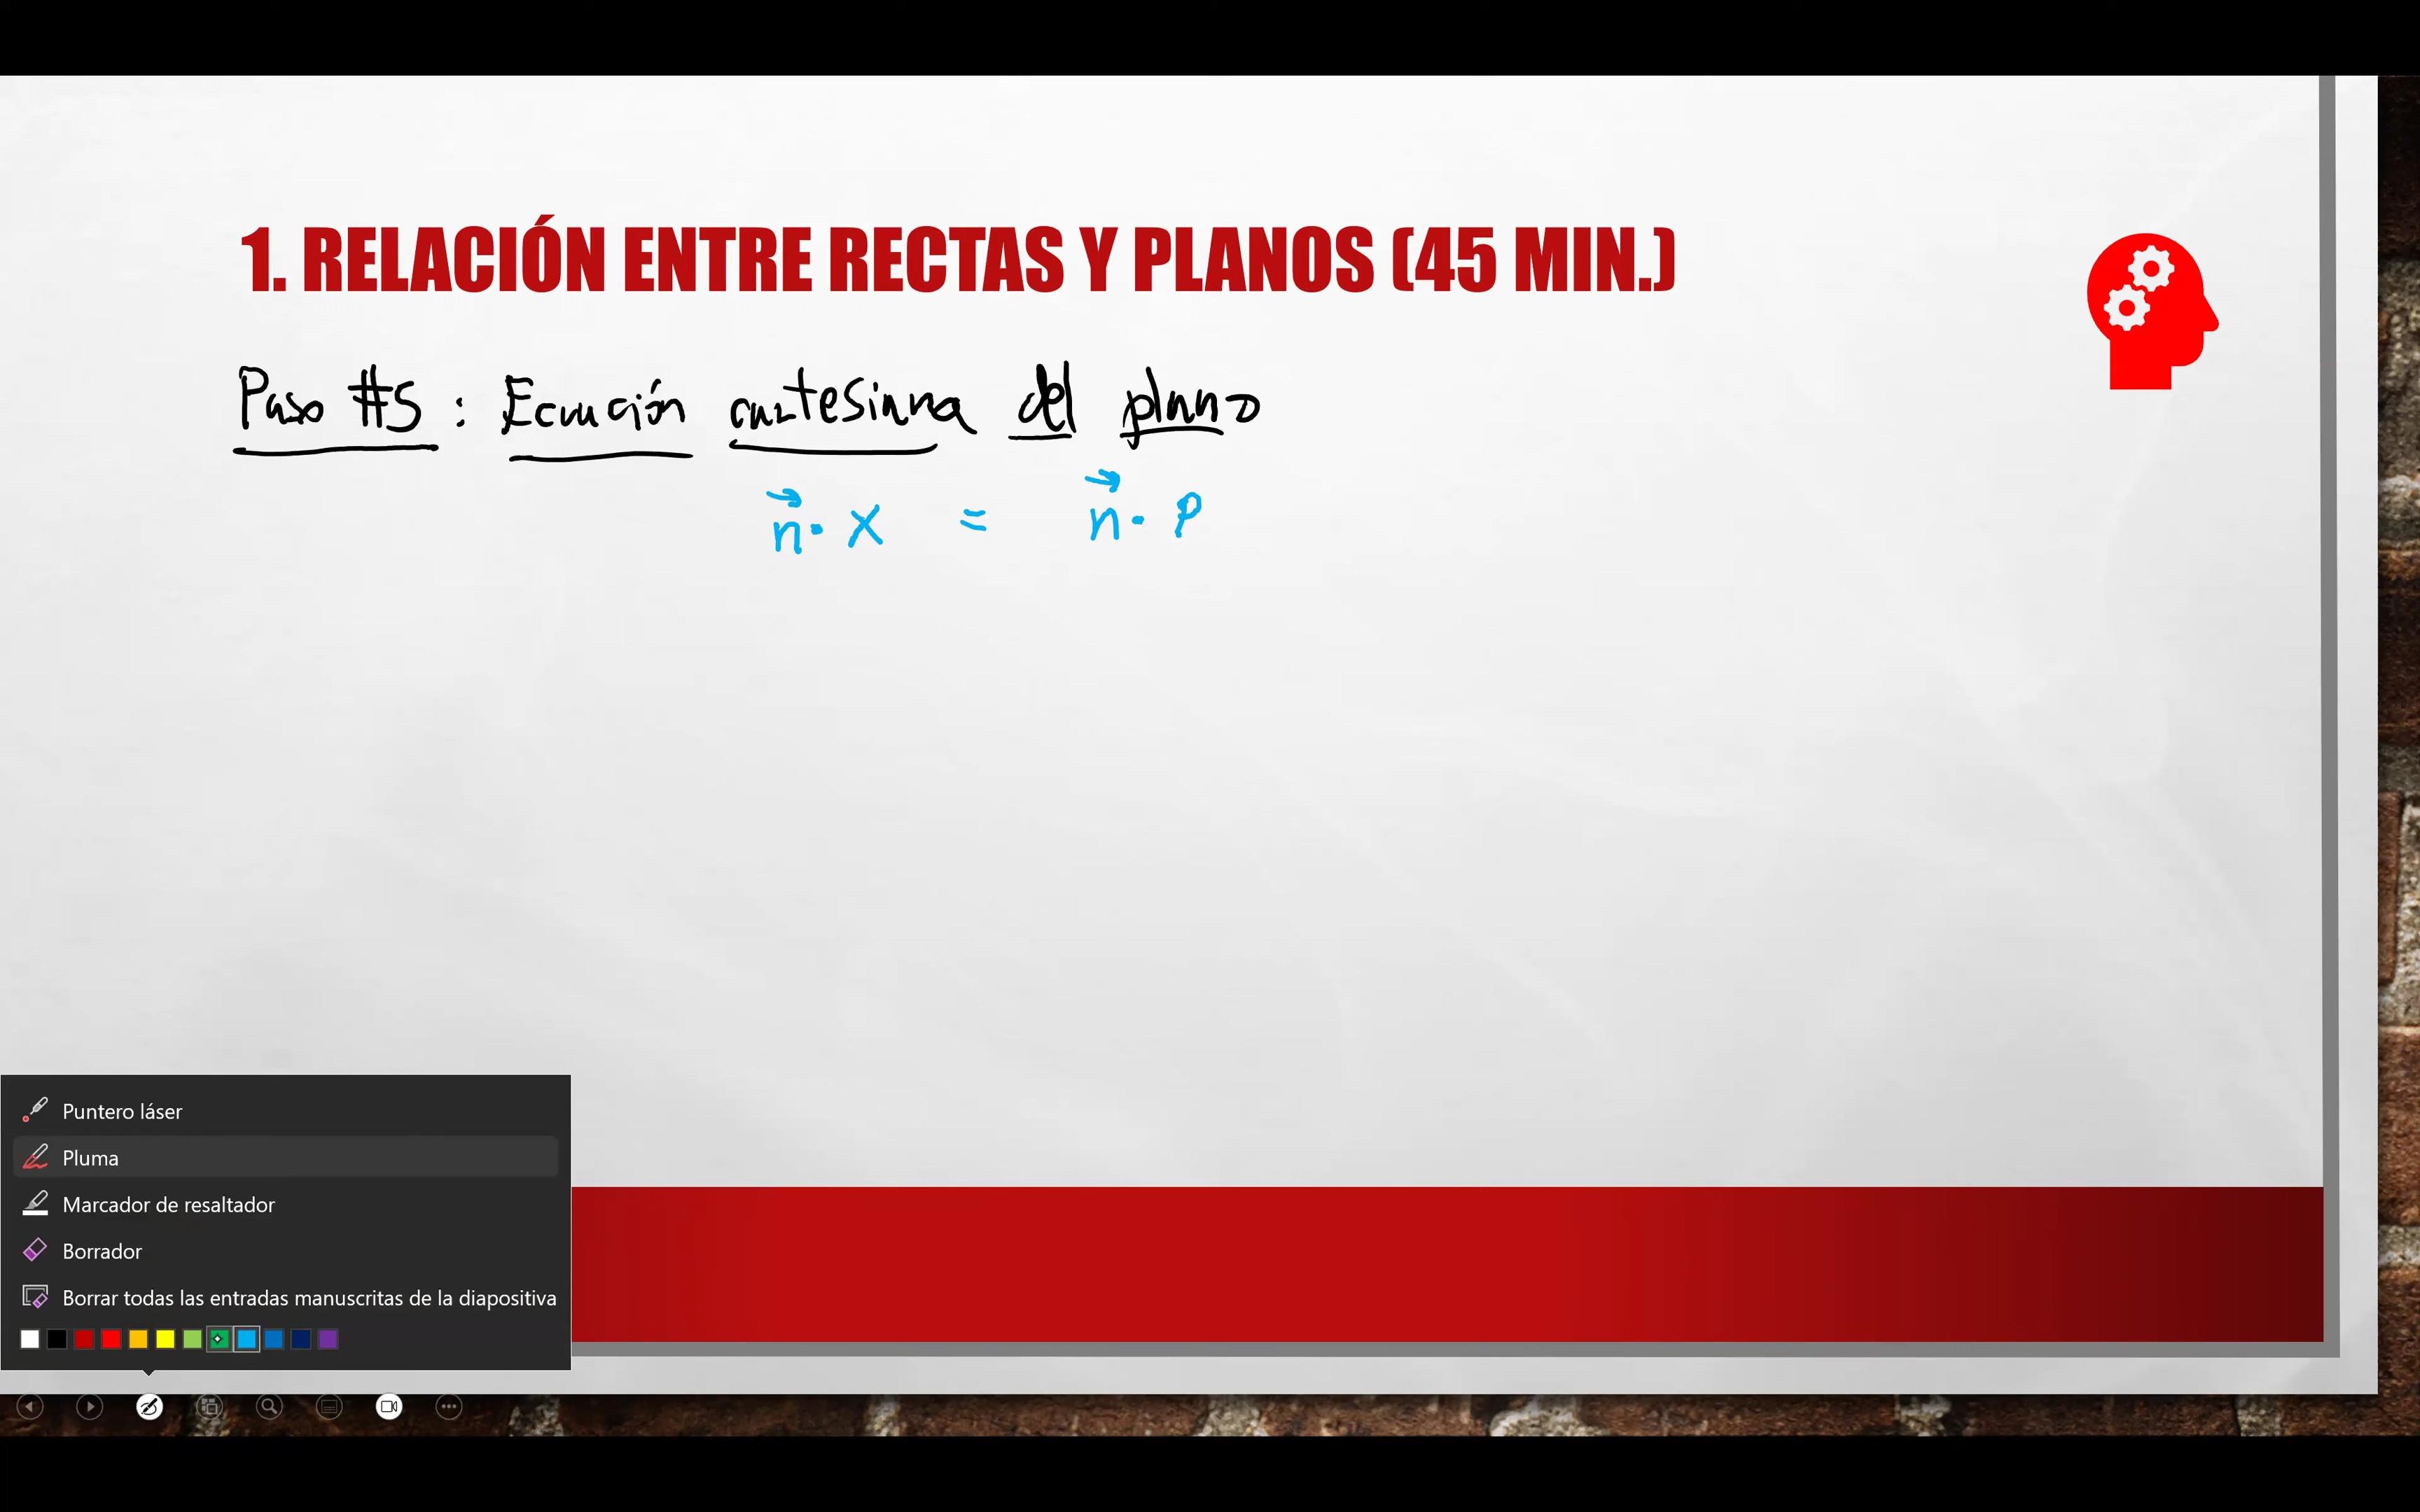 1. RELACIÓN ENTRE RECTAS Y PLANOS (45 MIN.)
Paso #5 : Ecuación cartesiana del plano
n⃗ · X = n⃗ · P
Puntero láser
Pluma
Marcador de resaltador
Borrador
Borrar todas las entradas manuscritas de la diapositiva